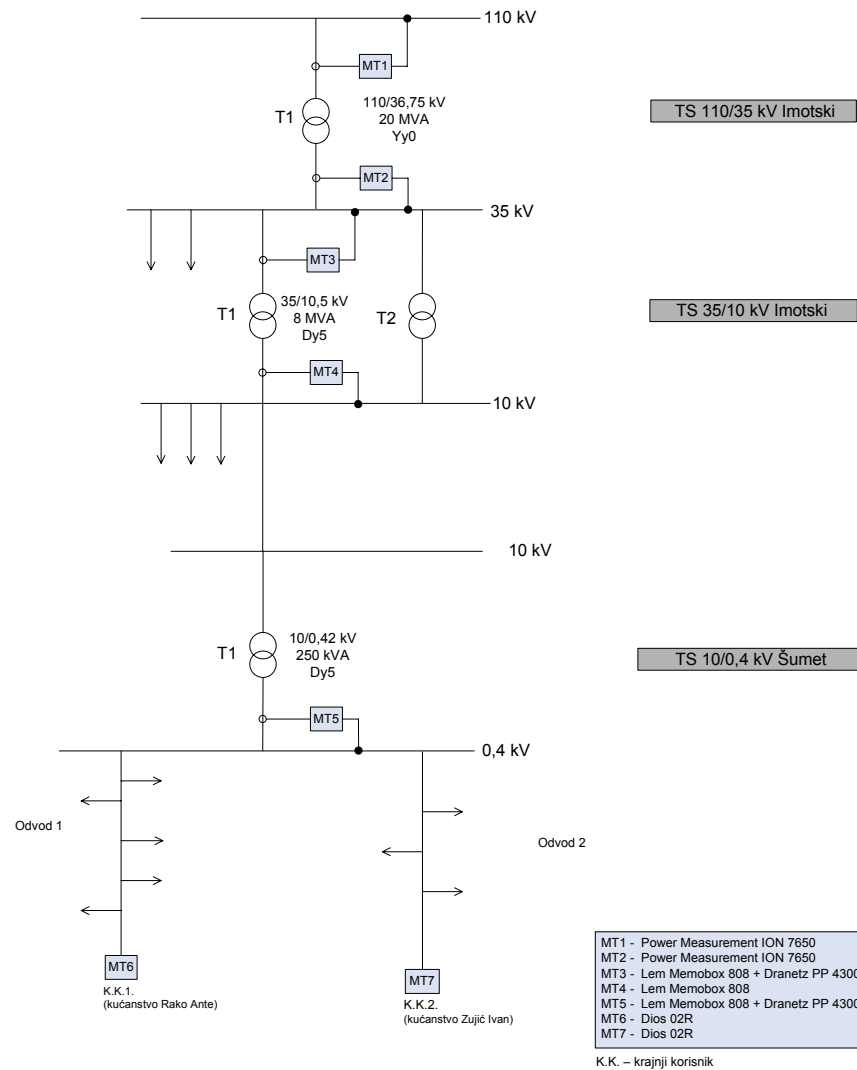 110 kV
MT1
T1
110/36,75 kV
20 MVA
Yy0
TS 110/35 kV Imotski
MT2
35 kV
MT3
T1
35/10,5 kV
8 MVA
Dy5
T2
TS 35/10 kV Imotski
MT4
10 kV
10 kV
T1
10/0,42 kV
250 kVA
Dy5
TS 10/0,4 kV Šumet
MT5
0,4 kV
Odvod 1
Odvod 2
MT6
K.K.1.
(kućanstvo Rako Ante)
MT7
K.K.2.
(kućanstvo Zujić Ivan)
MT1 - Power Measurement ION 7650
MT2 - Power Measurement ION 7650
MT3 - Lem Memobox 808 + Dranetz PP 4300
MT4 - Lem Memobox 808
MT5 - Lem Memobox 808 + Dranetz PP 4300
MT6 - Dios 02R
MT7 - Dios 02R
K.K. – krajnji korisnik